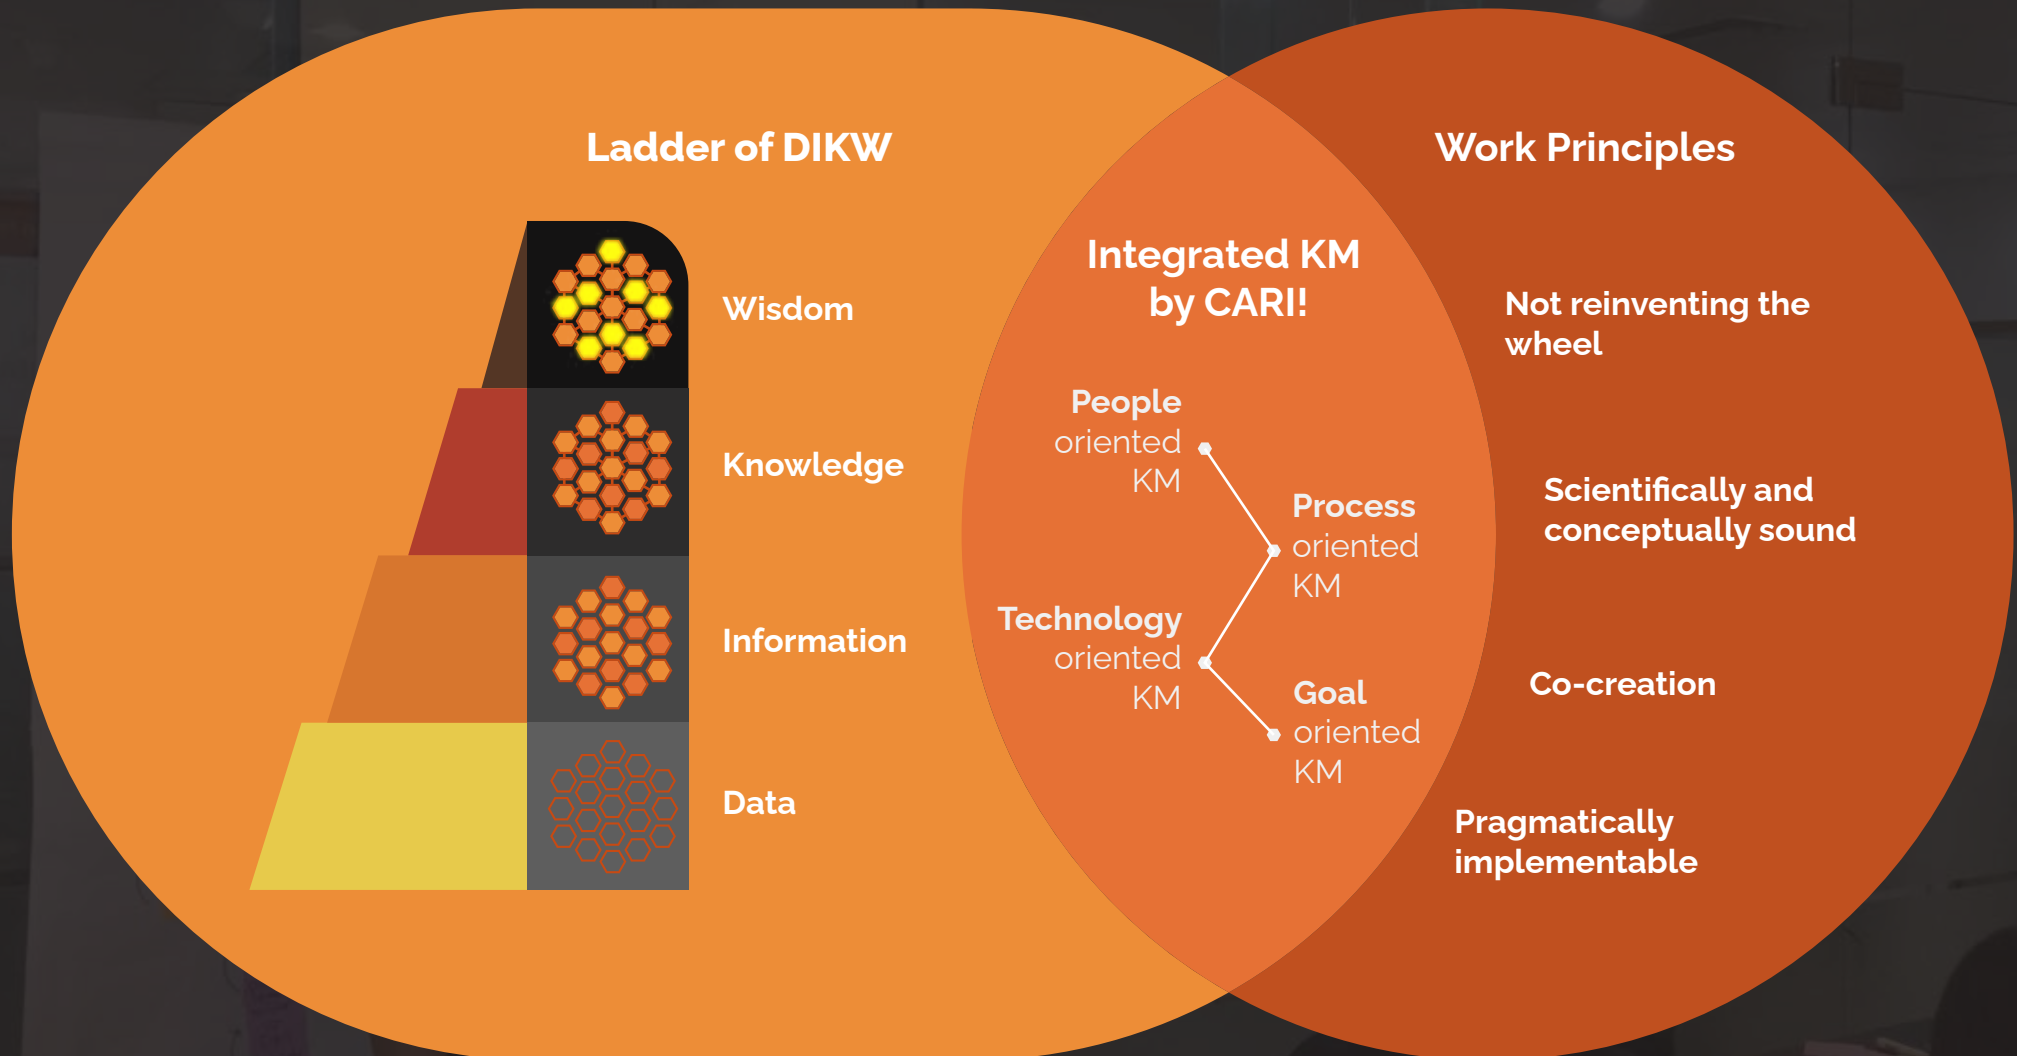 Ladder of DIKW
Wisdom
Knowledge
Information
Data
Integrated KM
by CARI!
People
oriented
KM
Process
oriented
KM
Technology
oriented
KM
Goal
oriented
KM
Work Principles
Not reinventing the
wheel
Scientifically and
conceptually sound
Co-creation
Pragmatically
implementable